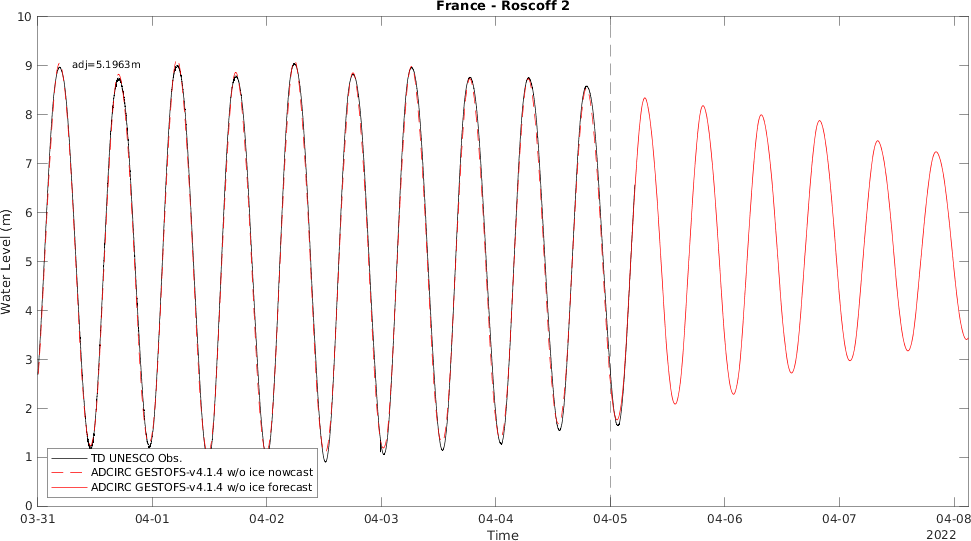 France - Roscoff 2
10
9
8
7
6
5
4
3
2
1
0
Water Level (m)
adj=5.1963m
TD UNESCO Obs.
ADCIRC GESTOFS-v4.1.4 w/o ice nowcast
ADCIRC GESTOFS-v4.1.4 w/o ice forecast
03-31 04-01 04-02 04-03 04-04 04-05 04-06 04-07 04-08
Time
2022